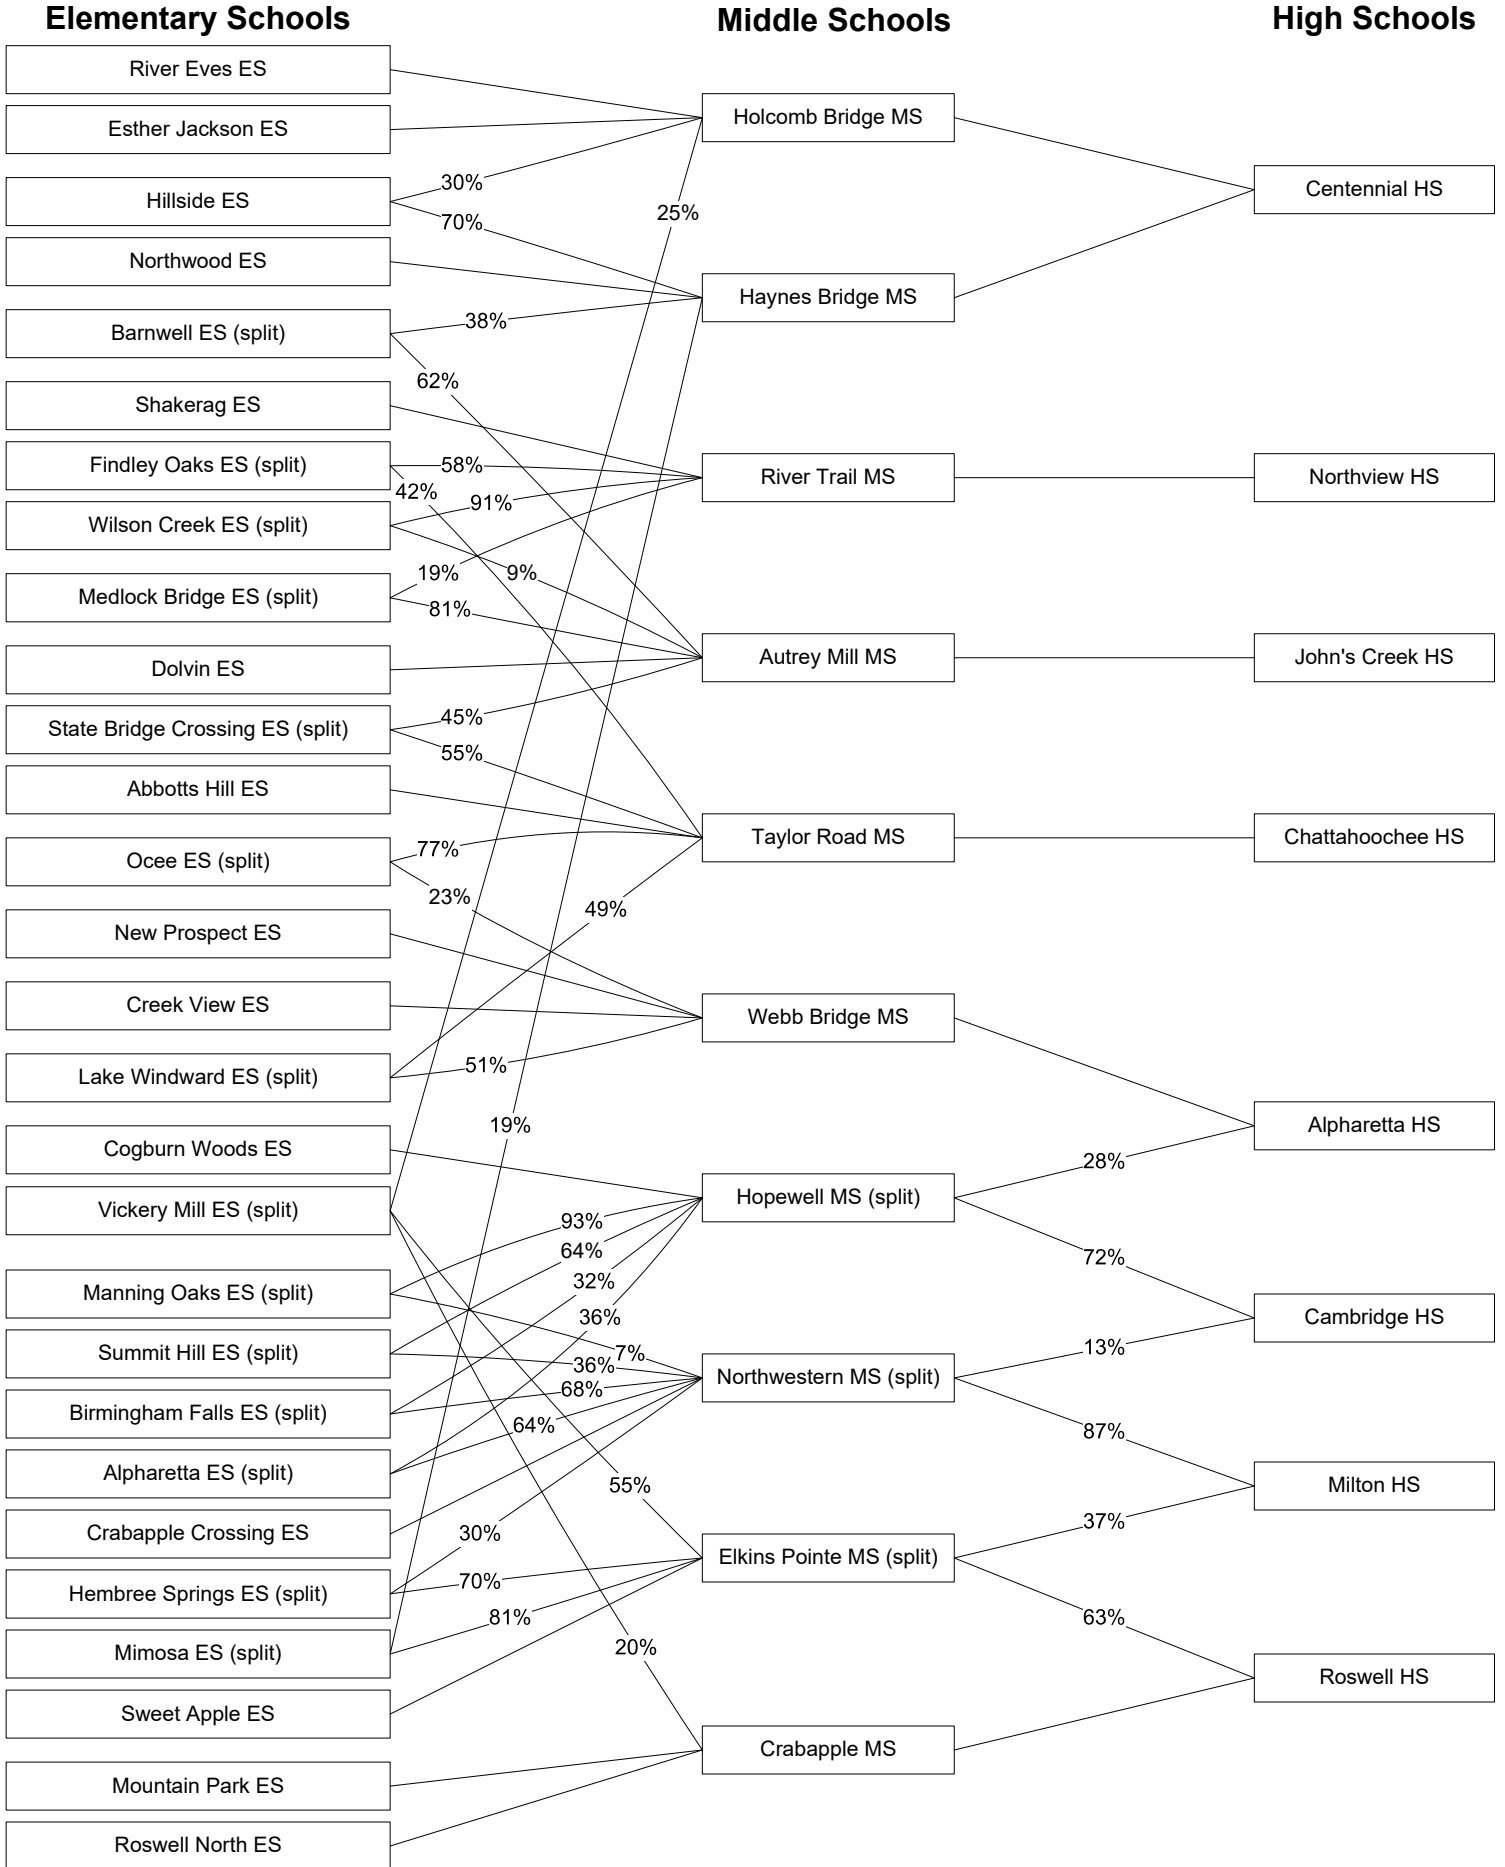 Elementary Schools
Middle Schools
High Schools
River Eves ES
Esther Jackson ES
Hillside ES
Northwood ES
Barnwell ES (split)
Shakerag ES
Findley Oaks ES (split)
Wilson Creek ES (split)
Medlock Bridge ES (split)
Dolvin ES
State Bridge Crossing ES (split)
Abbotts Hill ES
Ocee ES (split)
New Prospect ES
Creek View ES
Lake Windward ES (split)
Cogburn Woods ES
Vickery Mill ES (split)
Manning Oaks ES (split)
Summit Hill ES (split)
Birmingham Falls ES (split)
Alpharetta ES (split)
Crabapple Crossing ES
Hembree Springs ES (split)
Mimosa ES (split)
Sweet Apple ES
Mountain Park ES
Roswell North ES
30%
25%
70%
38%
62%
58%
42%
91%
19%
9%
81%
45%
55%
77%
23%
49%
51%
19%
93%
64%
32%
36%
7%
36%
68%
64%
55%
30%
70%
81%
20%
Holcomb Bridge MS
Haynes Bridge MS
River Trail MS
Autrey Mill MS
Taylor Road MS
Webb Bridge MS
Hopewell MS (split)
Northwestern MS (split)
Elkins Pointe MS (split)
Crabapple MS
28%
72%
13%
87%
37%
63%
Centennial HS
Northview HS
John's Creek HS
Chattahoochee HS
Alpharetta HS
Cambridge HS
Milton HS
Roswell HS